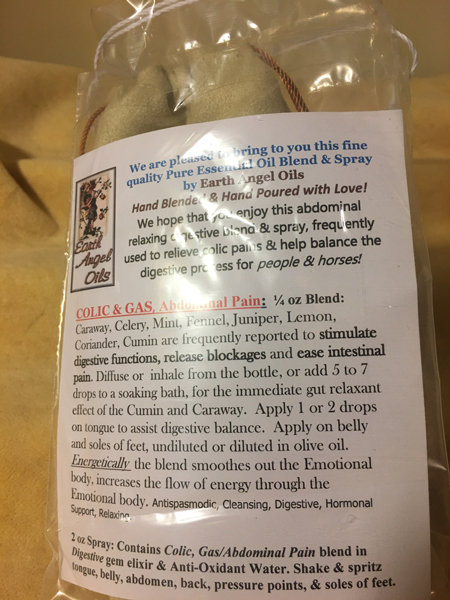 We are pleased to bring to you this fine
quality Pure Essential Oil Blend & Spray
by Earth Angel Oils
Hand Blended & Hand Poured with Love!
We hope that you enjoy this abdominal
relaxing digestive blend & spray, frequently
used to relieve colic pains & help balance the
digestive process for people & horses!
Earth
Angel
Oils
COLIC & GAS, Abdominal Pain: ¼ oz Blend:
Caraway, Celery, Mint, Fennel, Juniper, Lemon,
Coriander, Cumin are frequently reported to stimulate
digestive functions, release blockages and ease intestinal
pain. Diffuse or inhale from the bottle, or add 5 to 7
drops to a soaking bath, for the immediate gut relaxant
effect of the Cumin and Caraway. Apply 1 or 2 drops
on tongue to assist digestive balance. Apply on belly
and soles of feet, undiluted or diluted in olive oil.
Energetically the blend smoothes out the Emotional
body, increases the flow of energy through the
Emotional body. Antispasmodic, Cleansing, Digestive, Hormonal
Support, Relaxing.
2 oz Spray: Contains Colic, Gas/Abdominal Pain blend in
Digestive gem elixir & Anti-Oxidant Water. Shake & spritz
tongue, belly, abdomen, back, pressure points, & soles of feet.